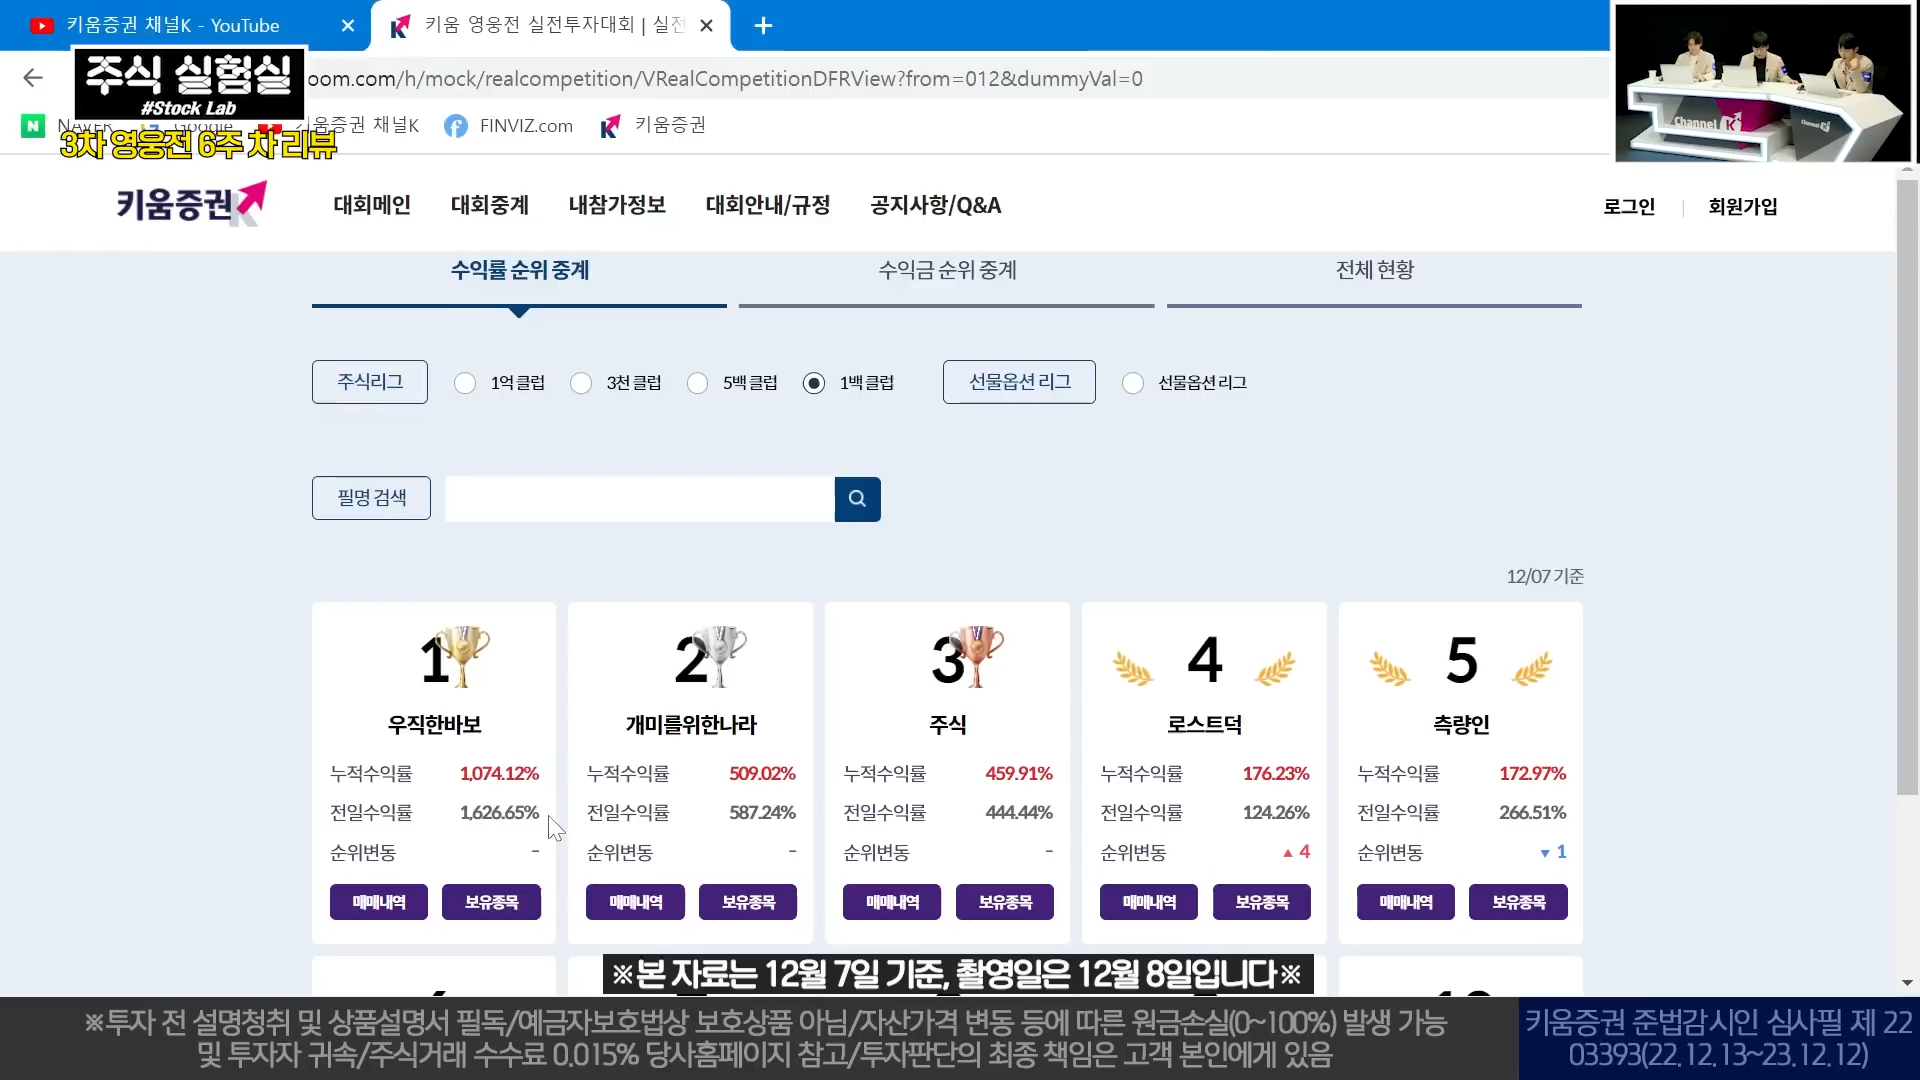 키움증권 채널K - YouTube
키움 영웅전 실전투자대회 | 실전
주식 실험실
#Stock Lab
oom.com/h/mock/realcompetition/VRealCompetitionDFRView?from=012&dummyVal=0
NAVER
Google
키움증권 채널K
FINVIZ.com
키움증권
3차 영웅전 6주 차 리뷰
Channel K
Channel K
키움증권
대회메인
대회중계
내참가정보
대회안내/규정
공지사항/Q&A
로그인
회원가입
수익률 순위 중계
수익금 순위 중계
전체 현황
주식리그
1억 클럽
3천 클럽
5백 클럽
1백 클럽
선물옵션 리그
선물옵션 리그
필명 검색
12/07 기준
1
우직한바보
누적수익률 1,074.12%
전일수익률 1,626.65%
순위변동 -
매매내역 보유종목
2
개미를위한나라
누적수익률 509.02%
전일수익률 587.24%
순위변동 -
매매내역 보유종목
3
주식
누적수익률 459.91%
전일수익률 444.44%
순위변동 -
매매내역 보유종목
4
로스트덕
누적수익률 176.23%
전일수익률 124.26%
순위변동 ▲ 4
매매내역 보유종목
5
측량인
누적수익률 172.97%
전일수익률 266.51%
순위변동 ▼ 1
매매내역 보유종목
※본 자료는 12월 7일 기준, 촬영일은 12월 8일입니다※
※투자 전 설명청취 및 상품설명서 필독/예금자보호법상 보호상품 아님/자산가격 변동 등에 따른 원금손실(0~100%) 발생 가능
및 투자자 귀속/주식거래 수수료 0.015% 당사홈페이지 참고/투자판단의 최종 책임은 고객 본인에게 있음
키움증권 준법감시인 심사필 제 22
03393(22.12.13~23.12.12)